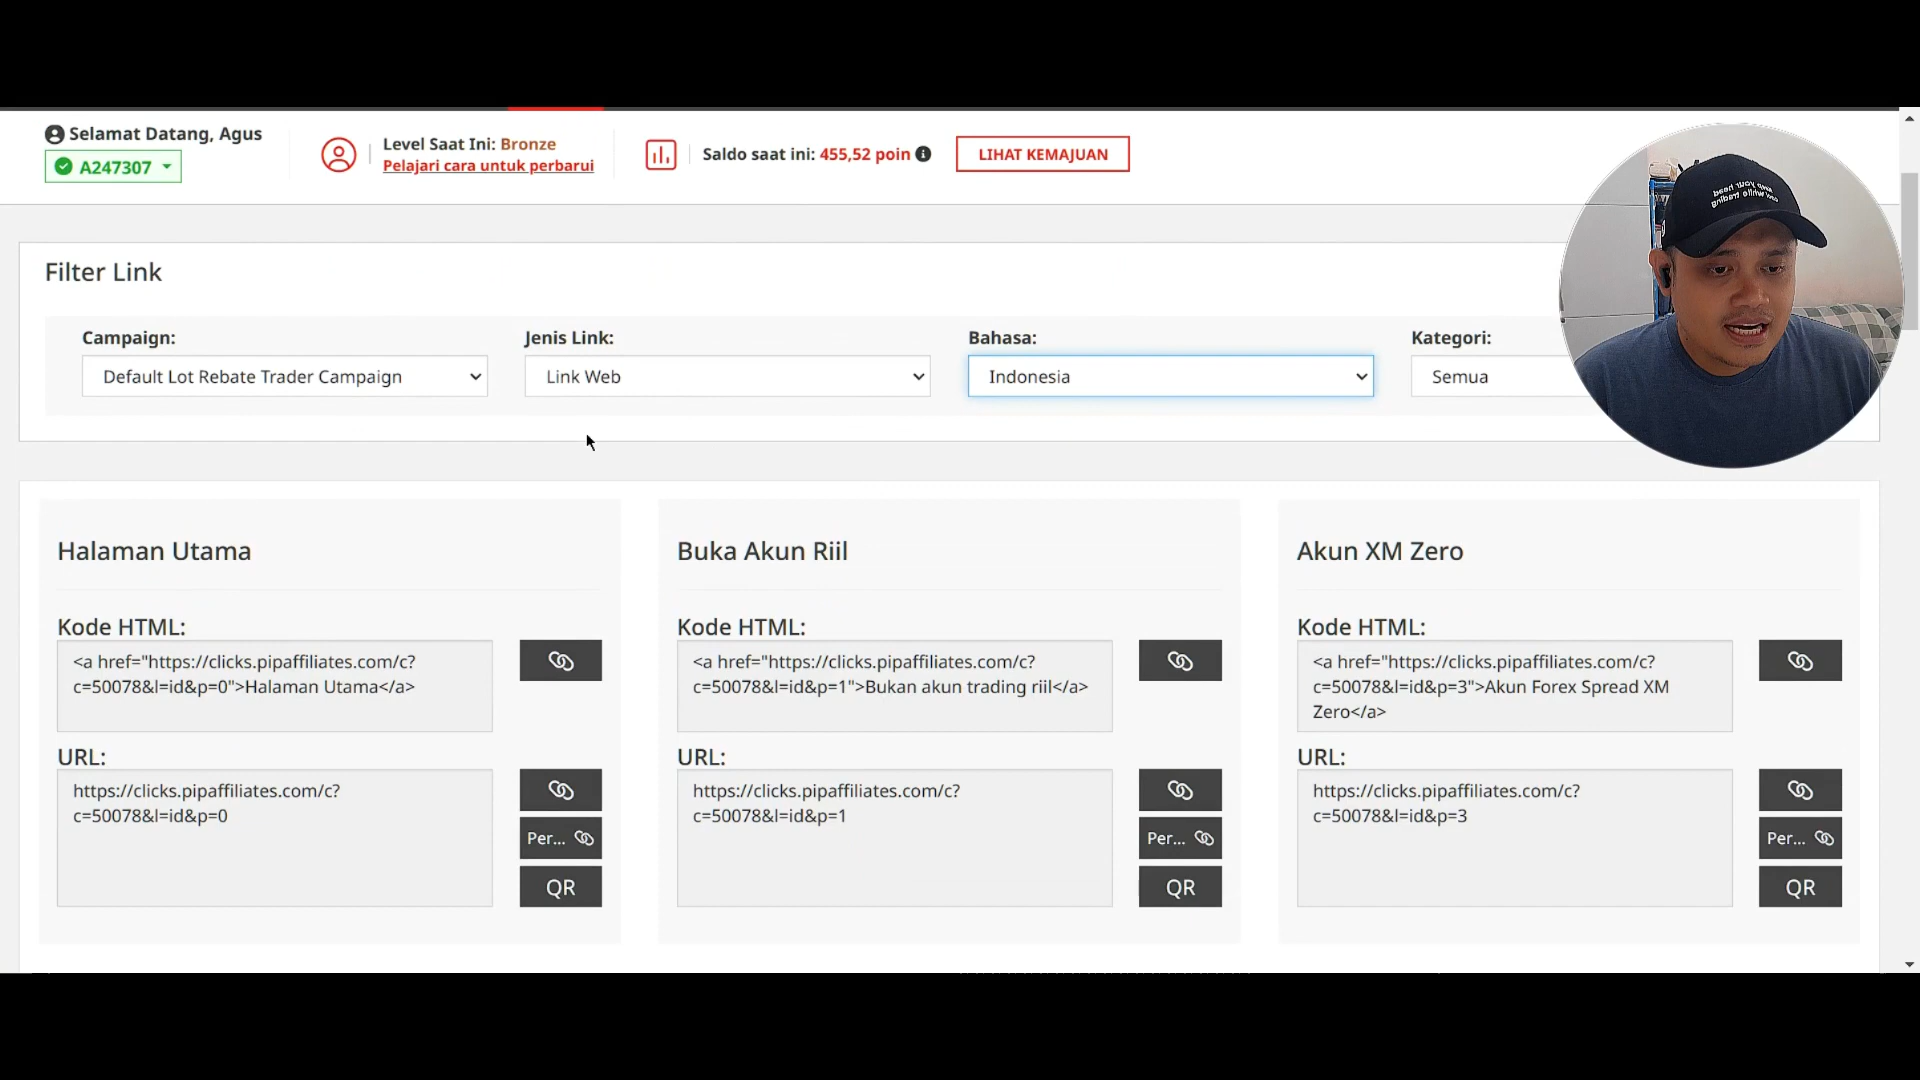 Selamat Datang, Agus
A247307
Level Saat Ini: Bronze
Pelajari cara untuk perbarui
Saldo saat ini: 455,52 poin
LIHAT KEMAJUAN
Filter Link
Campaign:
Default Lot Rebate Trader Campaign
Jenis Link:
Link Web
Bahasa:
Indonesia
Kategori:
Semua
Halaman Utama
Kode HTML:
<a href="https://clicks.pipaffiliates.com/c?
c=50078&l=id&p=0">Halaman Utama</a>
URL:
https://clicks.pipaffiliates.com/c?
c=50078&l=id&p=0
Per...
QR
Buka Akun Riil
Kode HTML:
<a href="https://clicks.pipaffiliates.com/c?
c=50078&l=id&p=1">Bukan akun trading riil</a>
URL:
https://clicks.pipaffiliates.com/c?
c=50078&l=id&p=1
Per...
QR
Akun XM Zero
Kode HTML:
<a href="https://clicks.pipaffiliates.com/c?
c=50078&l=id&p=3">Akun Forex Spread XM
Zero</a>
URL:
https://clicks.pipaffiliates.com/c?
c=50078&l=id&p=3
Per...
QR